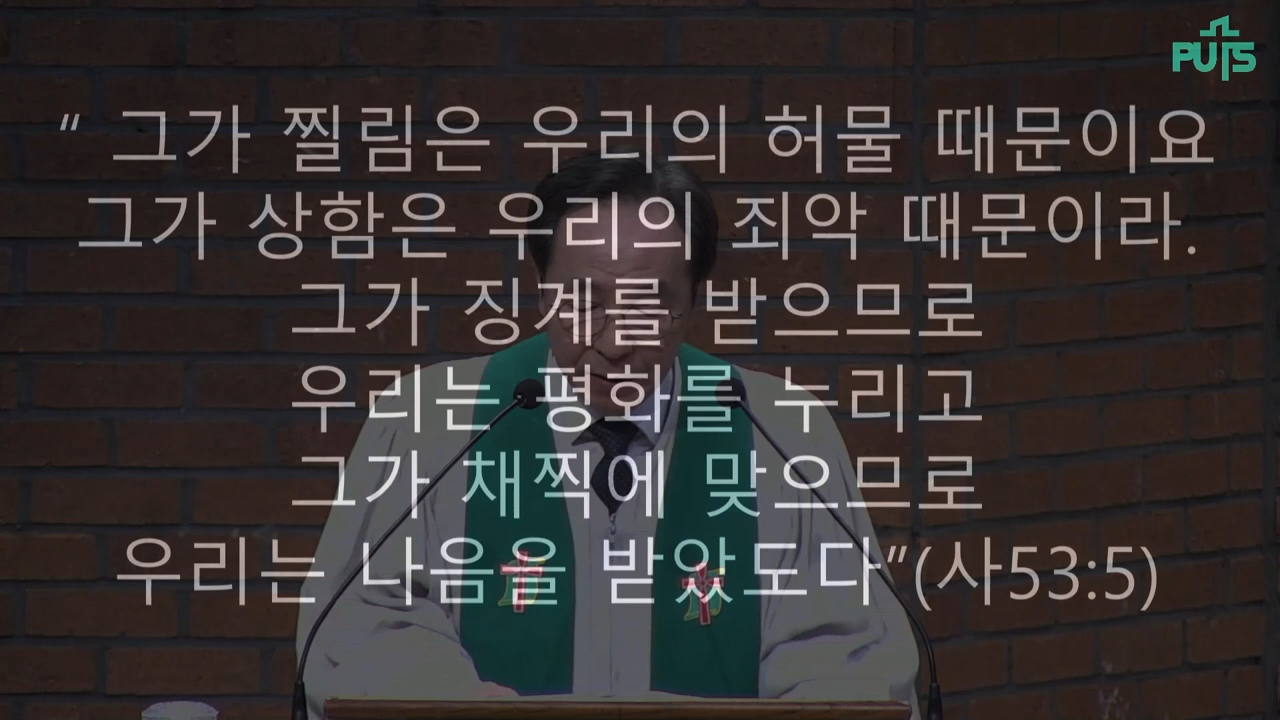 PUTS
“ 그가 찔림은 우리의 허물 때문이요
그가 상함은 우리의 죄악 때문이라.
그가 징계를 받으므로
우리는 평화를 누리고
그가 채찍에 맞으므로
우리는 나음을 받았도다”(사53:5)